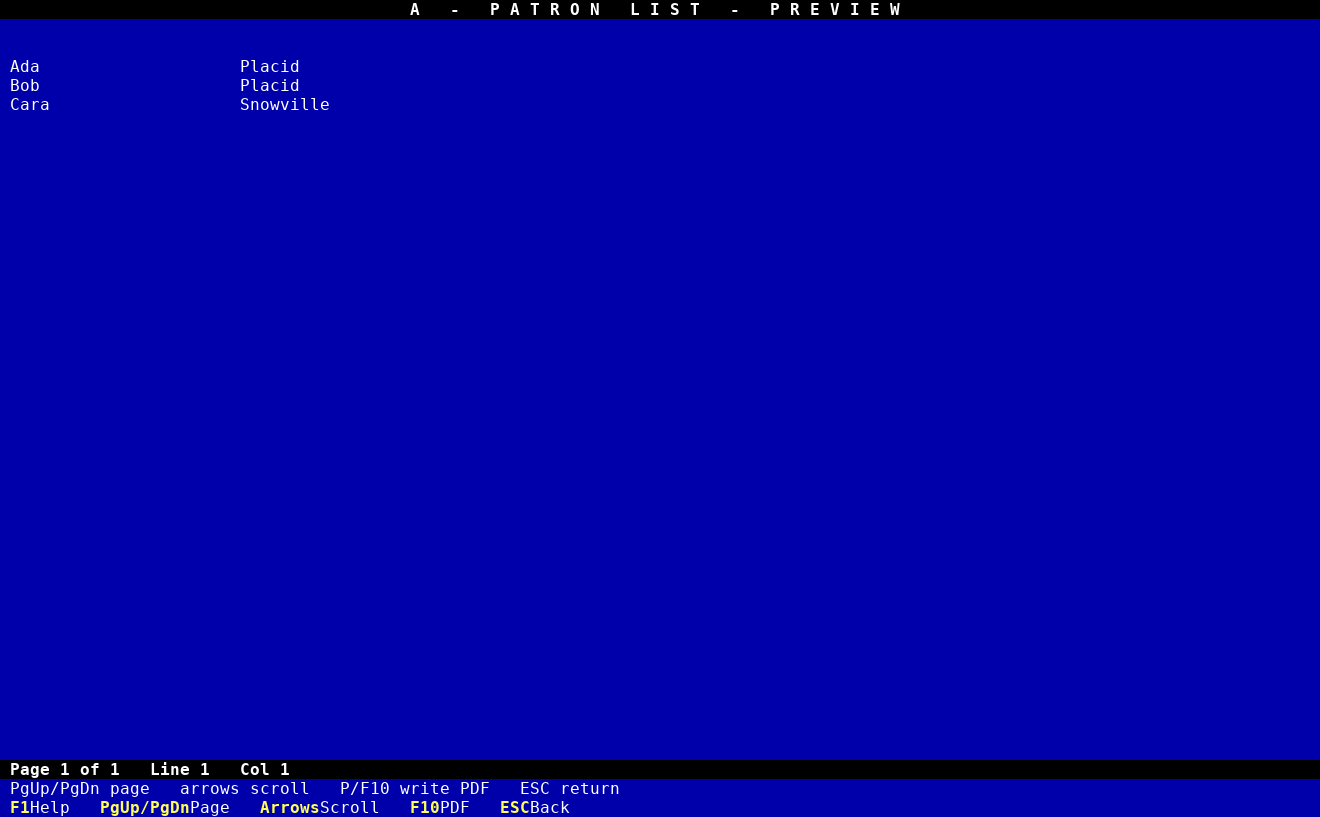 A - PATRON LIST - PREVIEW
Ada Placid
Bob Placid
Cara Snowville
Page 1 of 1 Line 1 Col 1
PgUp/PgDn page arrows scroll P/F10 write PDF ESC return
F1Help PgUp/PgDnPage ArrowsScroll F10PDF ESCBack